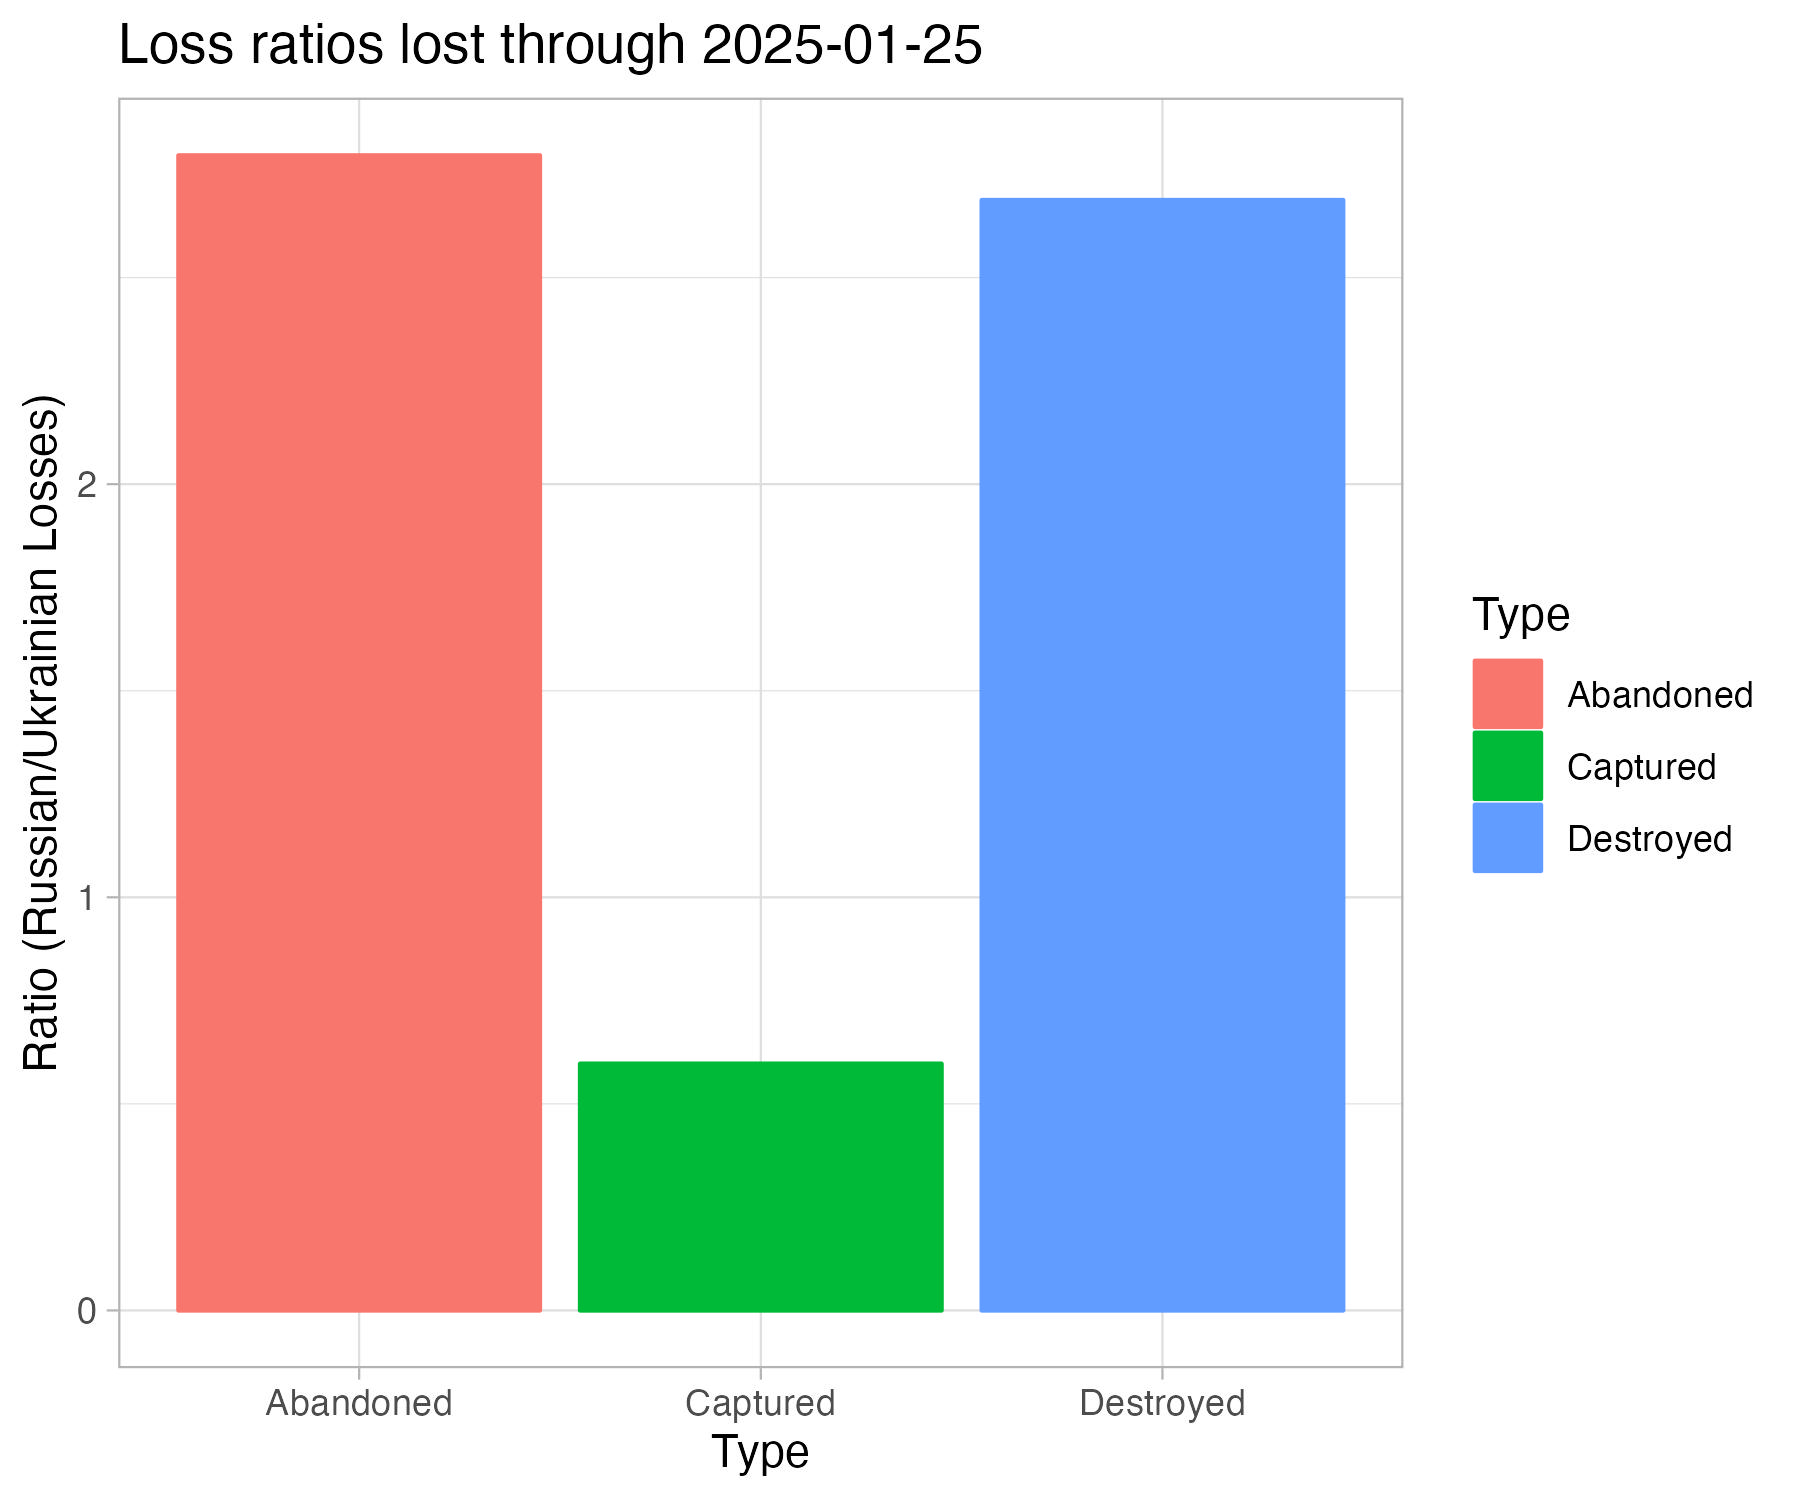 Loss ratios lost through 2025-01-25
Ratio (Russian/Ukrainian Losses)
2
1
0
Abandoned
Captured
Destroyed
Type
Type
Abandoned
Captured
Destroyed